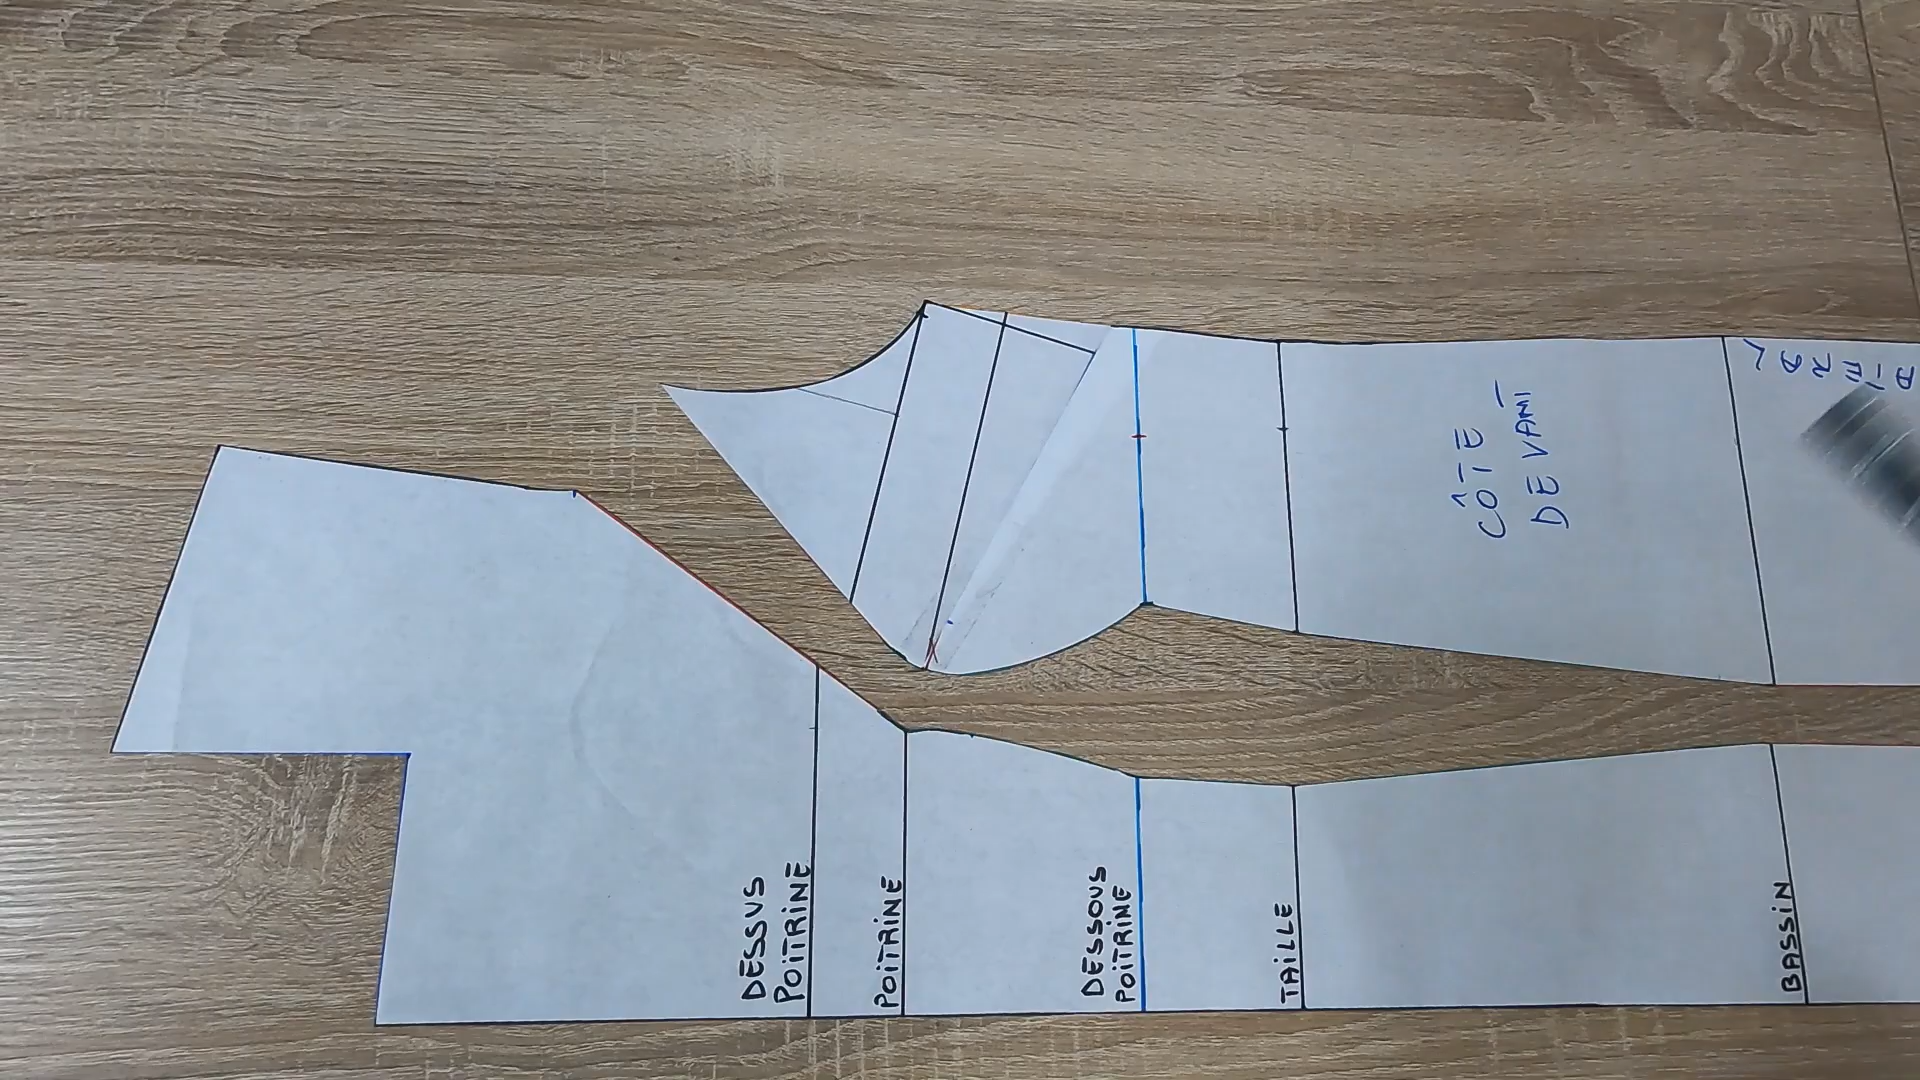 DESSUS
POITRINE
POITRINE
DESSOUS
POITRINE
TAILLE
BASSIN
CÔTÉ
DEVANT